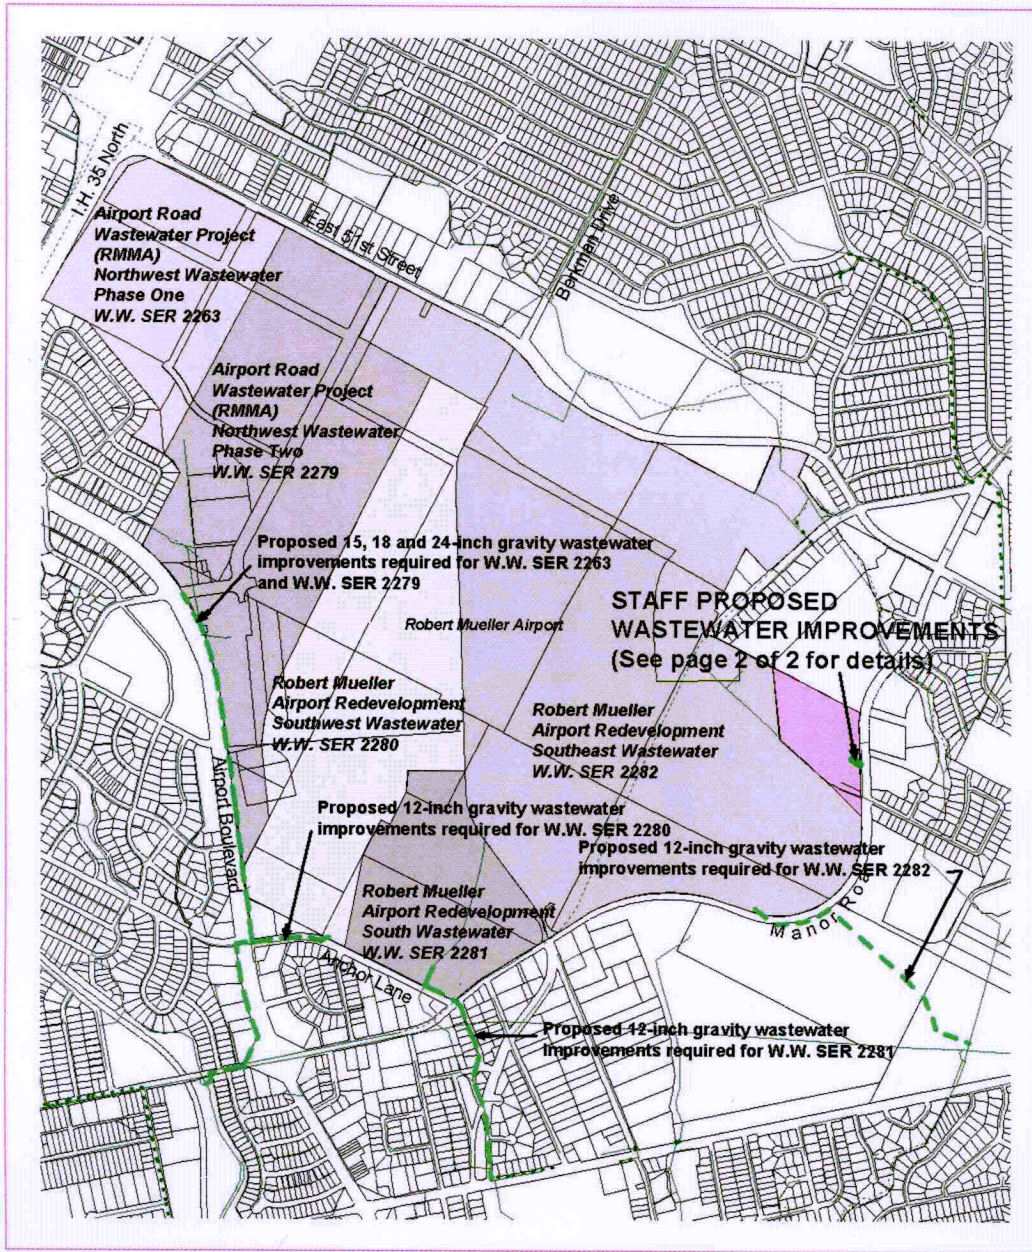 I.H. 35 North
Airport Road
Wastewater Project
(RMMA)
Northwest Wastewater
Phase One
W.W. SER 2263
East 51st Street
Berkman Drive
Airport Road
Wastewater Project
(RMMA)
Northwest Wastewater
Phase Two
W.W. SER 2279
Proposed 15, 18 and 24-inch gravity wastewater
improvements required for W.W. SER 2263
and W.W. SER 2279
Robert Mueller Airport
STAFF PROPOSED
WASTEWATER IMPROVEMENTS
(See page 2 of 2 for details)
Robert Mueller
Airport Redevelopment
Southwest Wastewater
W.W. SER 2280
Robert Mueller
Airport Redevelopment
Southeast Wastewater
W.W. SER 2282
Airport Boulevard
Proposed 12-inch gravity wastewater
improvements required for W.W. SER 2280
Proposed 12-inch gravity wastewater
improvements required for W.W. SER 2282
Manor Road
Robert Mueller
Airport Redevelopment
South Wastewater
W.W. SER 2281
Anchor Lane
Proposed 12-inch gravity wastewater
improvements required for W.W. SER 2281